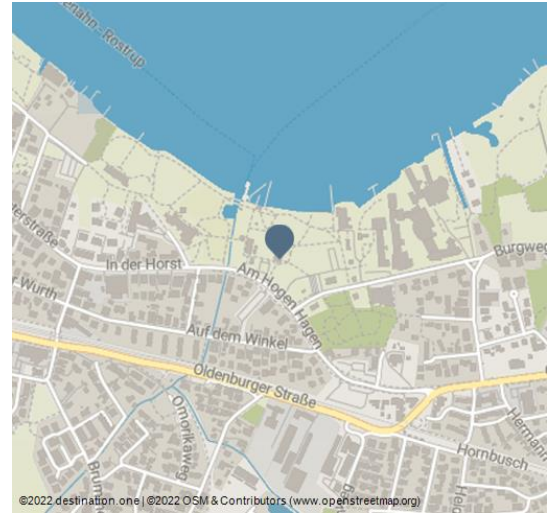 - Rostrup
In der Horst
Am Hogen Hagen
Burgweg
Auf dem Winkel
Oldenburger Straße
Omorikaweg
Hornbusch
©2022 destination.one | ©2022 OSM & Contributors (www.openstreetmap.org)